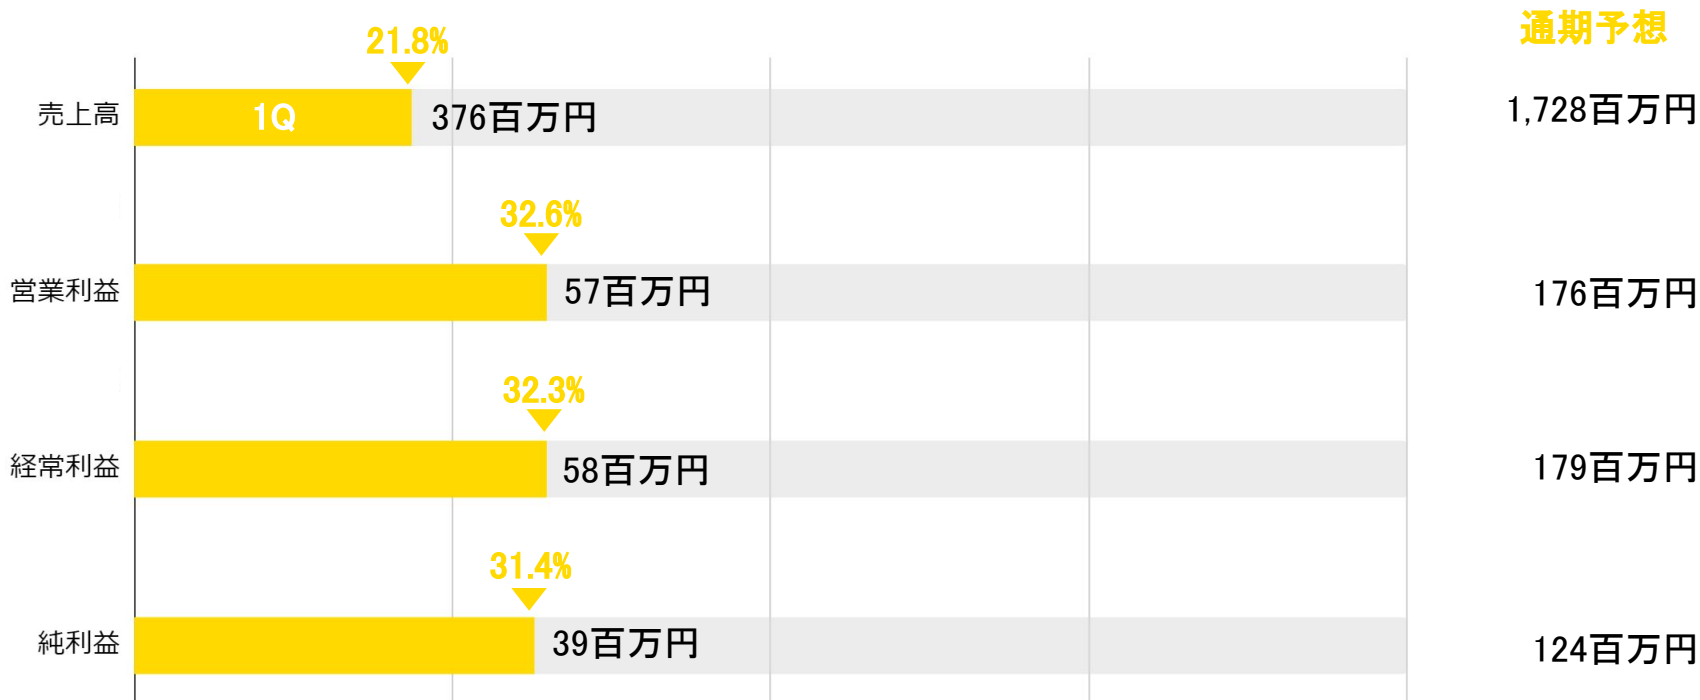 通期予想
21.8%
売上高 1Q 376百万円 1,728百万円
32.6%
営業利益 57百万円 176百万円
32.3%
経常利益 58百万円 179百万円
31.4%
純利益 39百万円 124百万円